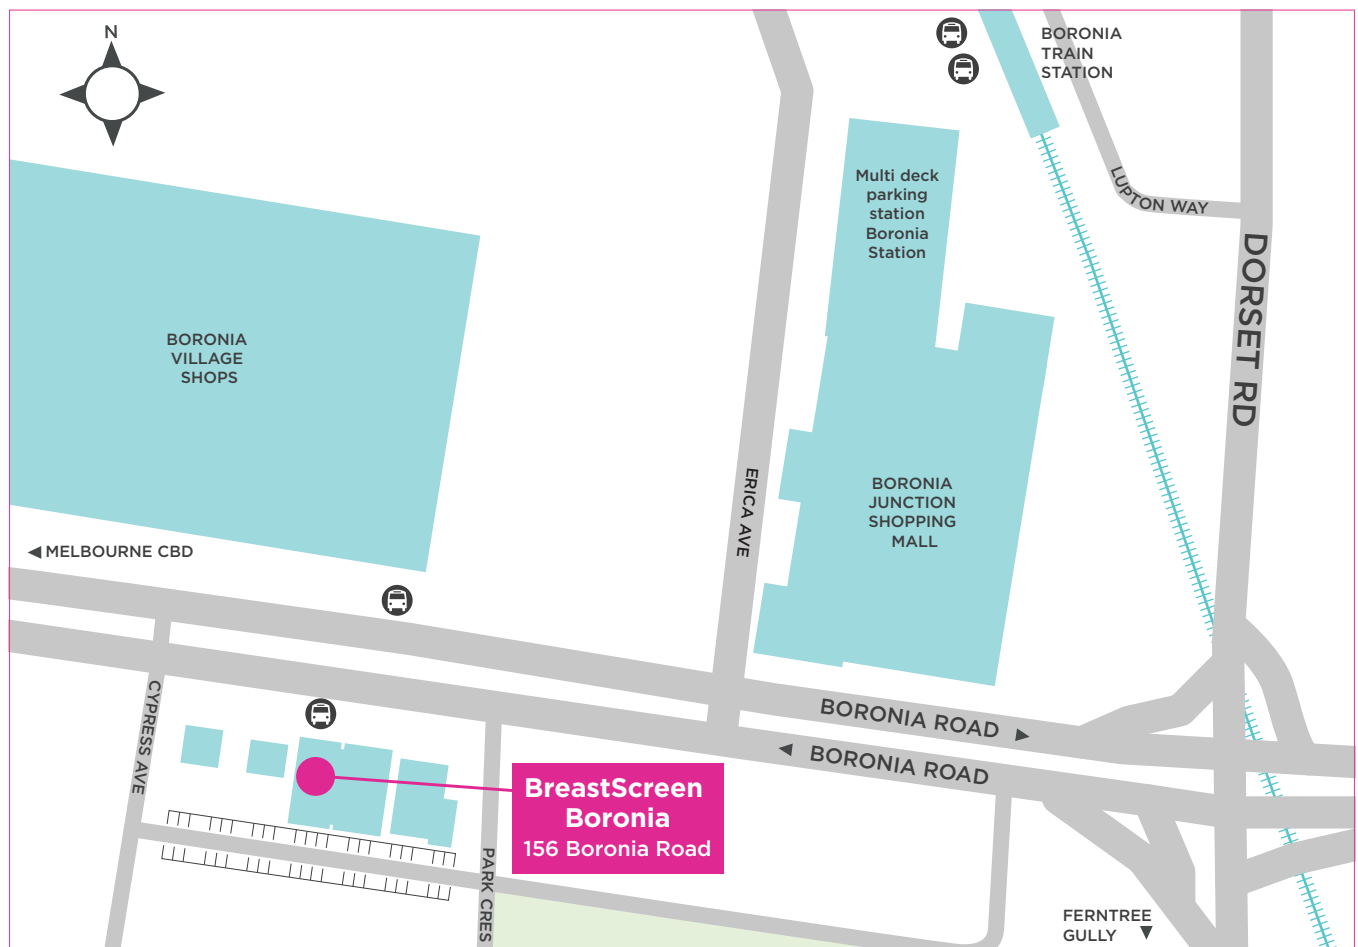 N
BORONIA
TRAIN
STATION
Multi deck
parking
station
Boronia
Station
LUPTON WAY
DORSET RD
BORONIA
VILLAGE
SHOPS
ERICA AVE
BORONIA
JUNCTION
SHOPPING
MALL
MELBOURNE CBD
BORONIA ROAD
BORONIA ROAD
CYPRESS AVE
BreastScreen
Boronia
156 Boronia Road
PARK CRES
FERNTREE
GULLY